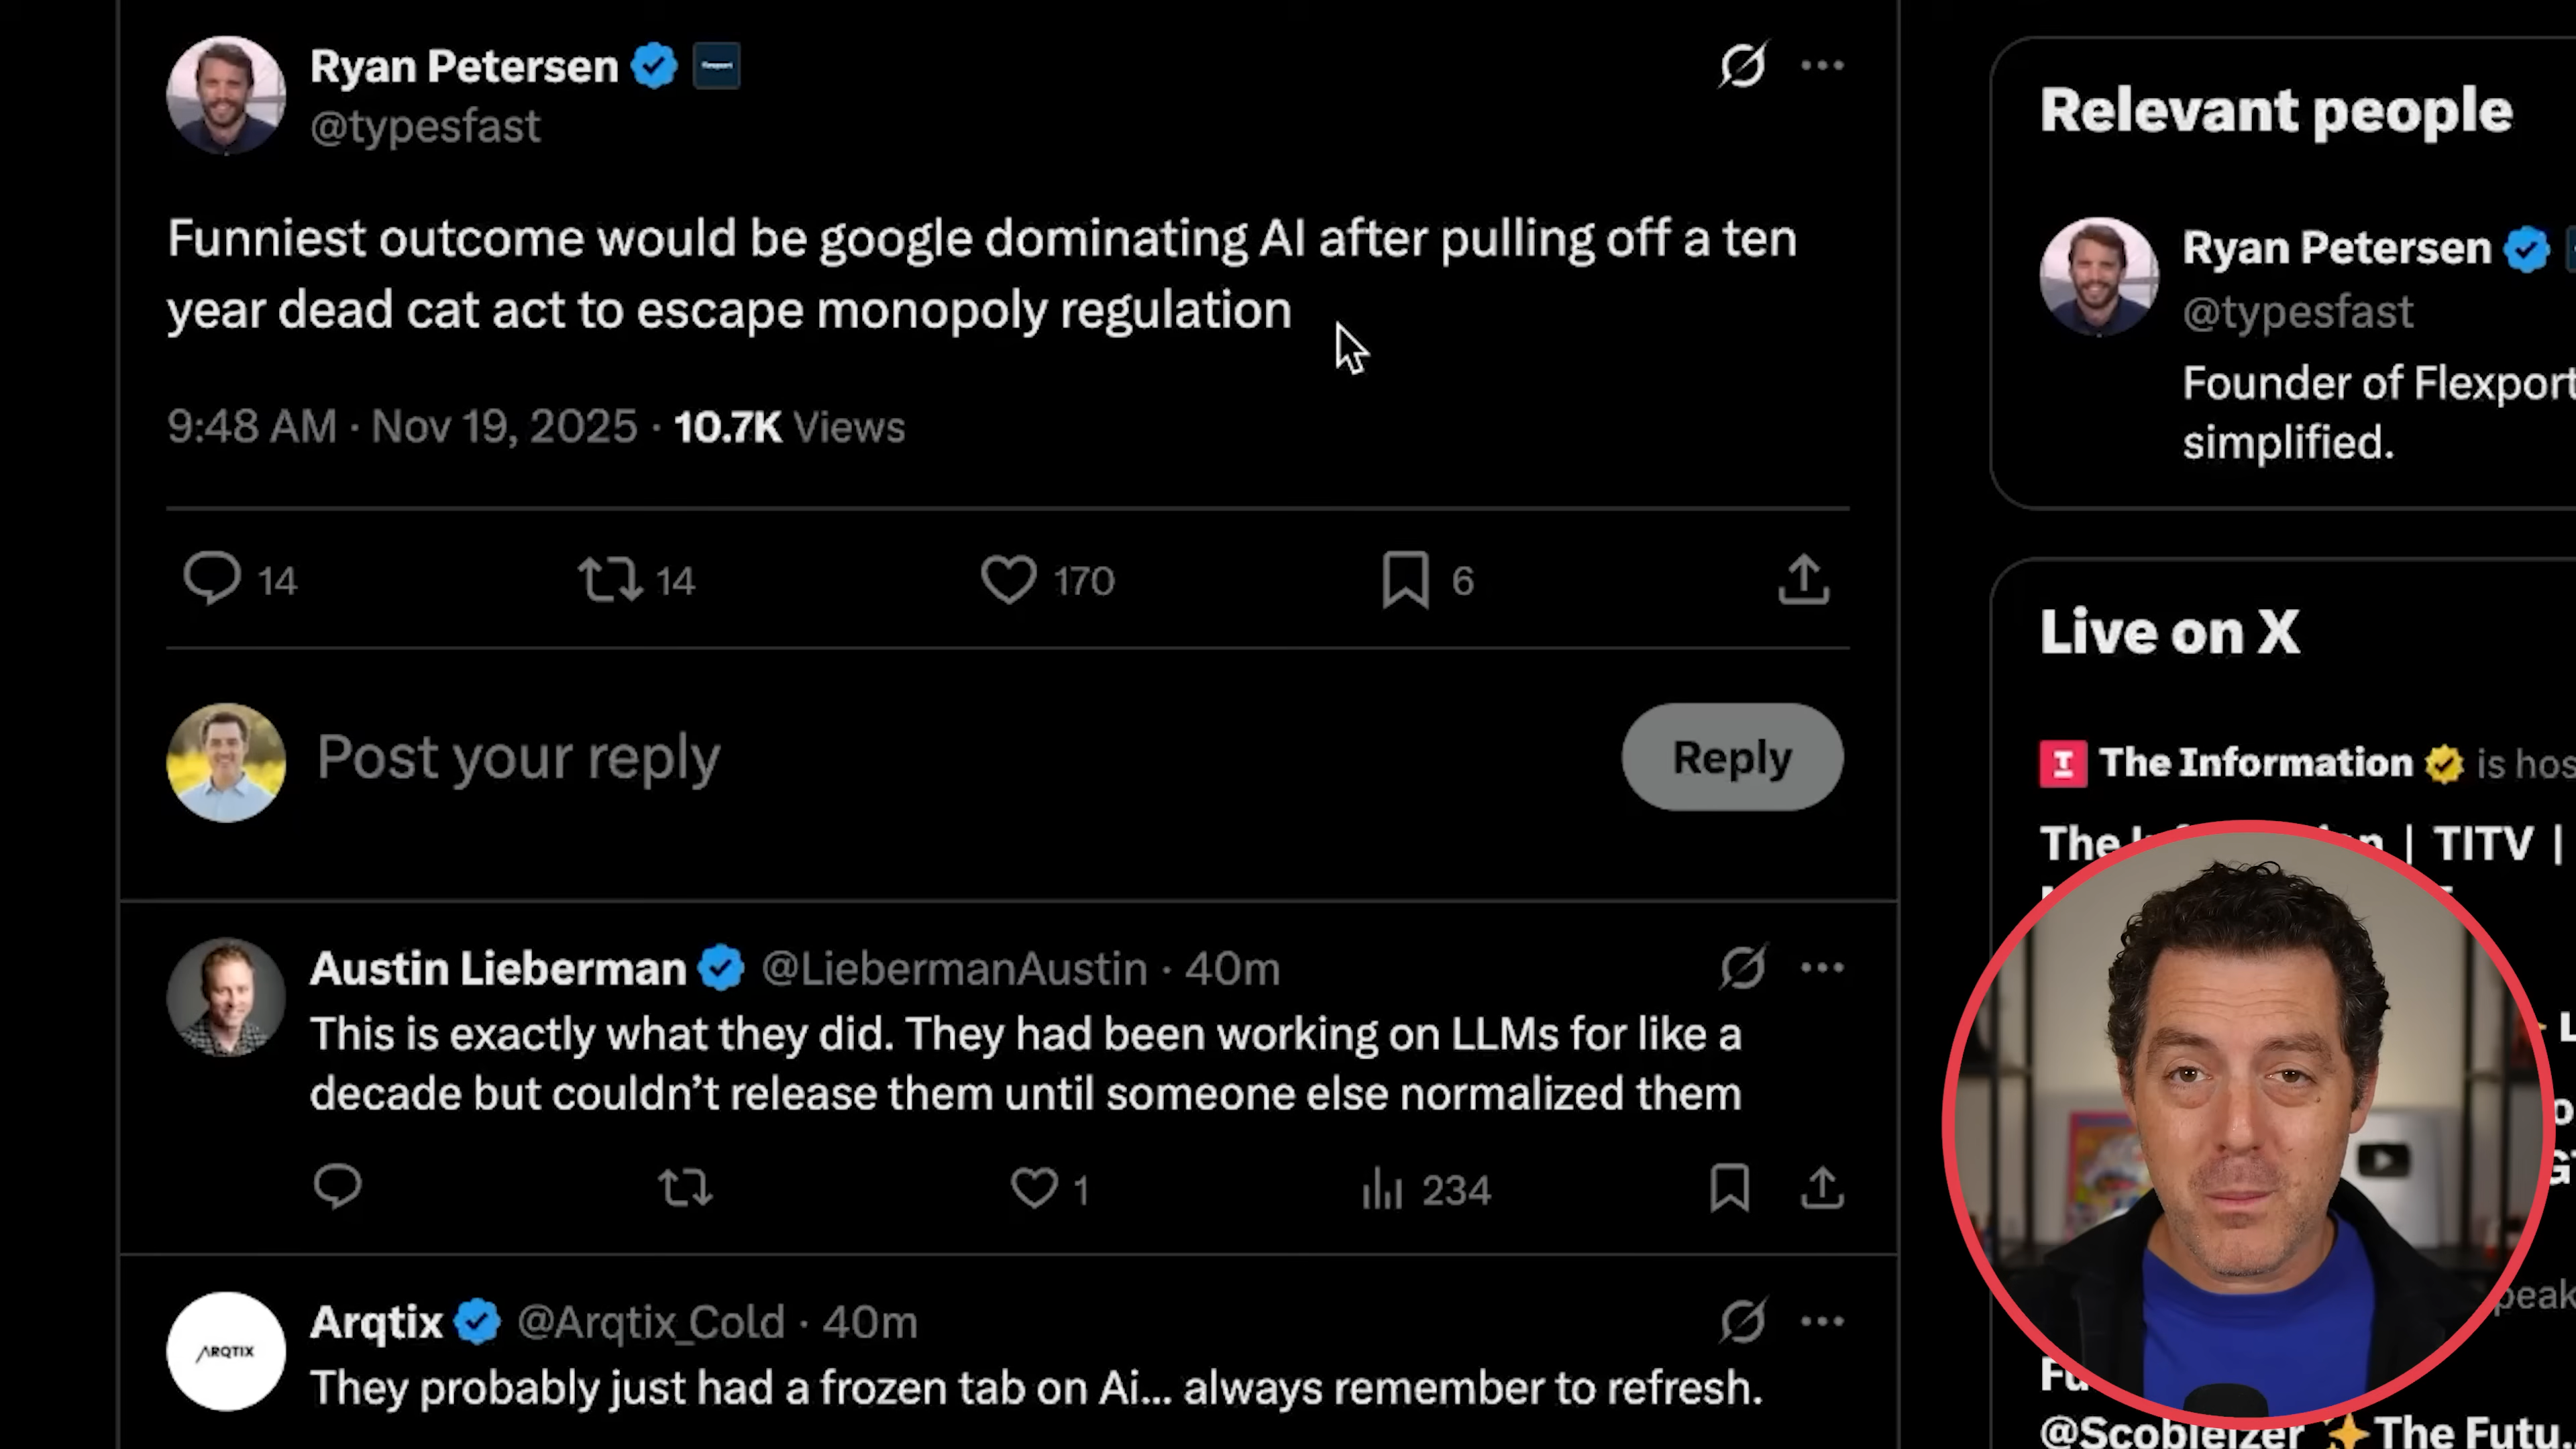 Ryan Petersen
@typesfast
Funniest outcome would be google dominating AI after pulling off a ten
year dead cat act to escape monopoly regulation
9:48 AM · Nov 19, 2025 · 10.7K Views
14 14 170 6
Post your reply
Reply
Austin Lieberman @LiebermanAustin · 40m
This is exactly what they did. They had been working on LLMs for like a
decade but couldn’t release them until someone else normalized them
1 234
ARQTIX
Arqtix @Arqtix_Cold · 40m
They probably just had a frozen tab on Ai... always remember to refresh.
Relevant people
Ryan Petersen
@typesfast
Founder of Flexport
simplified.
Live on X
The Information is hos
The | TITV |
@Scobleizer The Futu